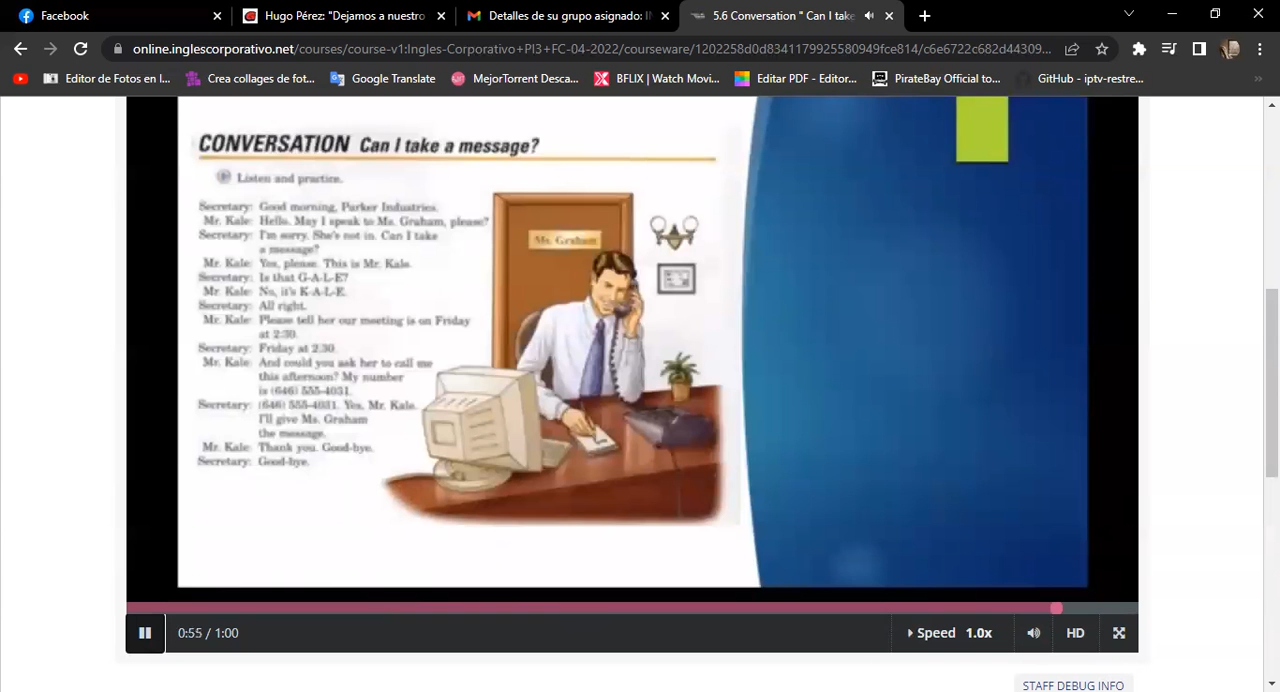 Facebook
Hugo Pérez: "Dejamos a nuestro
Detalles de su grupo asignado: II
5.6 Conversation " Can I take
online.inglescorporativo.net/courses/course-v1:Ingles-Corporativo+PI3+FC-04-2022/courseware/1202258d0d8341179925580949fce814/c6e6722c682d44309...
Editor de Fotos en l...
Crea collages de fot...
Google Translate
MejorTorrent Desca...
BFLIX | Watch Movi...
Editar PDF - Editor...
PirateBay Official to...
GitHub - iptv-restre...
CONVERSATION Can I take a message?
Listen and practice.
Secretary: Good morning, Parker Industries.
Mr. Kale: Hello. May I speak to Ms. Graham, please?
Secretary: I'm sorry. She's not in. Can I take
a message?
Mr. Kale: Yes, please. This is Mr. Kale.
Secretary: Is that G-A-L-E?
Mr. Kale: No, it's K-A-L-E.
Secretary: All right.
Mr. Kale: Please tell her our meeting is on Friday
at 2:30.
Secretary: Friday at 2:30.
Mr. Kale: And could you ask her to call me
this afternoon? My number
is (646) 555-4031.
Secretary: (646) 555-4031. Yes, Mr. Kale.
I'll give Ms. Graham
the message.
Mr. Kale: Thank you. Good-bye.
Secretary: Good-bye.
Ms. Graham
0:55 / 1:00
Speed 1.0x
HD
STAFF DEBUG INFO